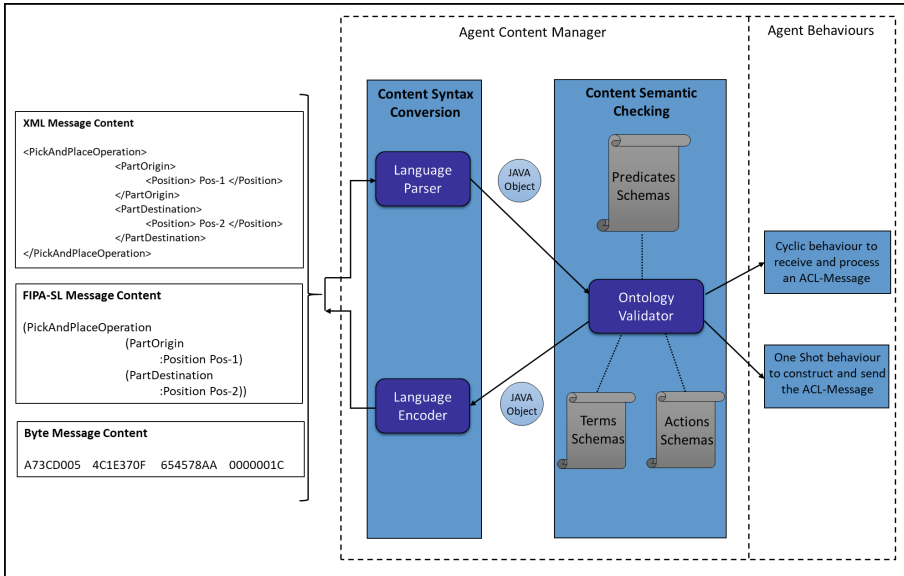 Agent Content Manager
Agent Behaviours
XML Message Content
<PickAndPlaceOperation>
<PartOrigin>
<Position> Pos-1 </Position>
</PartOrigin>
<PartDestination>
<Position> Pos-2 </Position>
</PartDestination>
</PickAndPlaceOperation>
FIPA-SL Message Content
(PickAndPlaceOperation
(PartOrigin
:Position Pos-1)
(PartDestination
:Position Pos-2))
Byte Message Content
A73CD005 4C1E370F 654578AA 0000001C
Content Syntax
Conversion
Language
Parser
Language
Encoder
JAVA
Object
JAVA
Object
Content Semantic
Checking
Predicates
Schemas
Ontology
Validator
Terms
Schemas
Actions
Schemas
Cyclic behaviour to
receive and process
an ACL-Message
One Shot behaviour
to construct and send
the ACL-Message